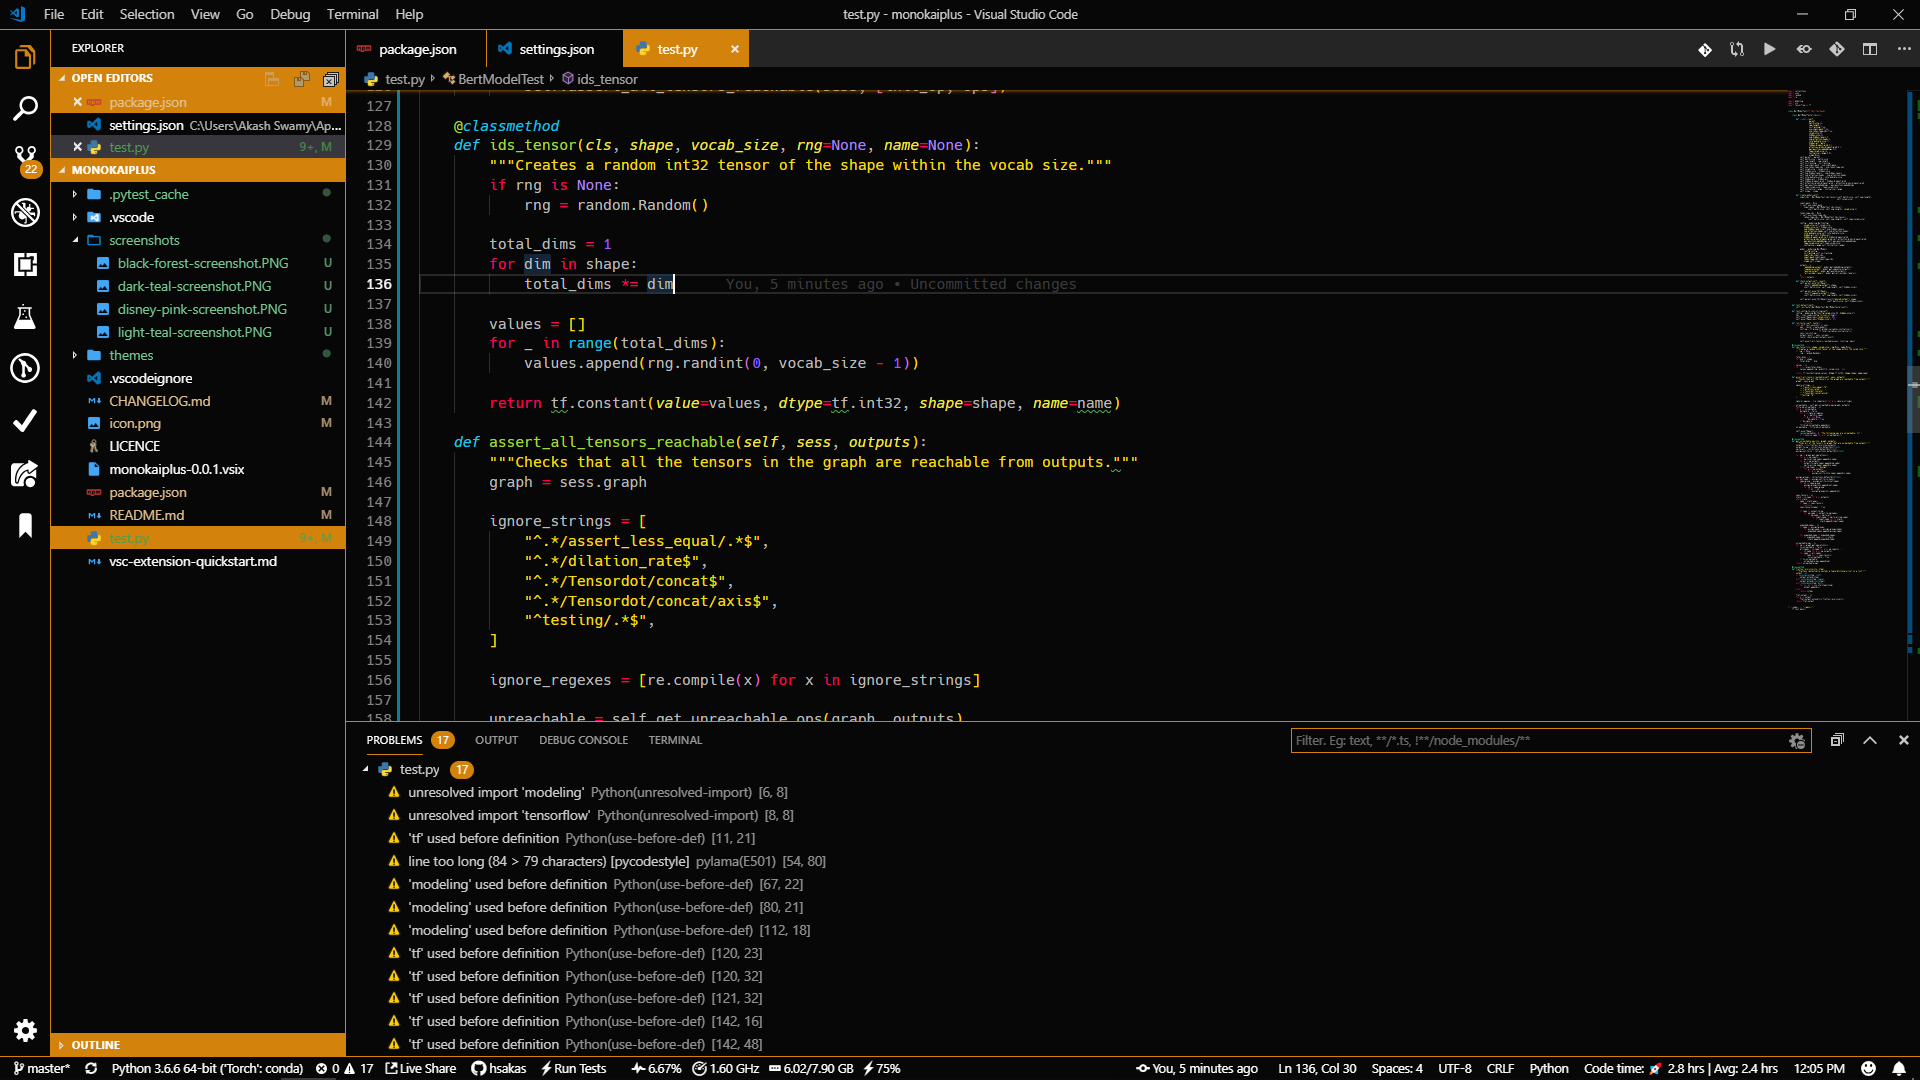 File Edit Selection View Go Debug Terminal Help
test.py - monokaiplus - Visual Studio Code
EXPLORER
OPEN EDITORS
package.json M
settings.json C:\Users\Akash Swamy\Ap...
test.py 9+, M
MONOKAIPLUS
.pytest_cache
.vscode
screenshots
black-forest-screenshot.PNG U
dark-teal-screenshot.PNG U
disney-pink-screenshot.PNG U
light-teal-screenshot.PNG U
themes
.vscodeignore
CHANGELOG.md M
icon.png M
LICENCE
monokaiplus-0.0.1.vsix
package.json M
README.md M
test.py 9+, M
vsc-extension-quickstart.md
OUTLINE
22
package.json settings.json test.py
test.py BertModelTest ids_tensor
127
128 @classmethod
129 def ids_tensor(cls, shape, vocab_size, rng=None, name=None):
130 """Creates a random int32 tensor of the shape within the vocab size."""
131 if rng is None:
132 rng = random.Random()
133
134 total_dims = 1
135 for dim in shape:
136 total_dims *= dim You, 5 minutes ago • Uncommitted changes
137
138 values = []
139 for _ in range(total_dims):
140 values.append(rng.randint(0, vocab_size - 1))
141
142 return tf.constant(value=values, dtype=tf.int32, shape=shape, name=name)
143
144 def assert_all_tensors_reachable(self, sess, outputs):
145 """Checks that all the tensors in the graph are reachable from outputs."""
146 graph = sess.graph
147
148 ignore_strings = [
149 "^.*/assert_less_equal/.*$",
150 "^.*/dilation_rate$",
151 "^.*/Tensordot/concat$",
152 "^.*/Tensordot/concat/axis$",
153 "^testing/.*$",
154 ]
155
156 ignore_regexes = [re.compile(x) for x in ignore_strings]
157
158 unreachable = self.get_unreachable_ops(graph, outputs)
PROBLEMS 17 OUTPUT DEBUG CONSOLE TERMINAL
Filter. Eg: text, **/*.ts, !**/node_modules/**
test.py 17
unresolved import 'modeling' Python(unresolved-import) [6, 8]
unresolved import 'tensorflow' Python(unresolved-import) [8, 8]
'tf' used before definition Python(use-before-def) [11, 21]
line too long (84 > 79 characters) [pycodestyle] pylama(E501) [54, 80]
'modeling' used before definition Python(use-before-def) [67, 22]
'modeling' used before definition Python(use-before-def) [80, 21]
'modeling' used before definition Python(use-before-def) [112, 18]
'tf' used before definition Python(use-before-def) [120, 23]
'tf' used before definition Python(use-before-def) [120, 32]
'tf' used before definition Python(use-before-def) [121, 32]
'tf' used before definition Python(use-before-def) [142, 16]
'tf' used before definition Python(use-before-def) [142, 48]
master* Python 3.6.6 64-bit ('Torch': conda) 0 17 Live Share hsakas Run Tests 6.67% 1.60 GHz 6.02/7.90 GB 75% You, 5 minutes ago Ln 136, Col 30 Spaces: 4 UTF-8 CRLF Python Code time: 🚀 2.8 hrs | Avg: 2.4 hrs 12:05 PM